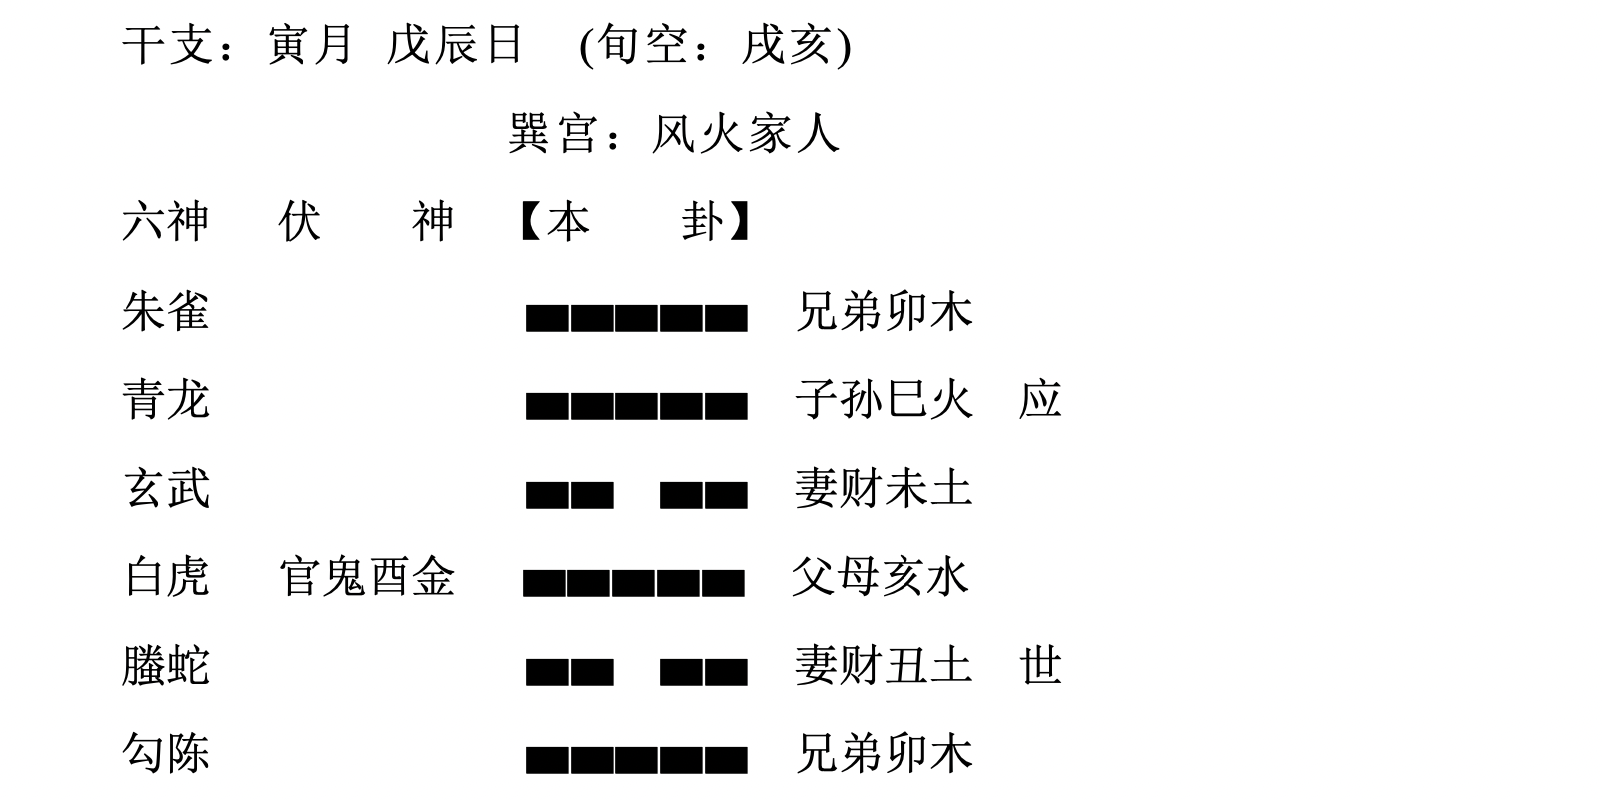 干支：寅月 戊辰日 (旬空：戌亥)
巽宫：风火家人
六神 伏 神 【本 卦】
朱雀 ▅▅▅▅▅ 兄弟卯木
青龙 ▅▅▅▅▅ 子孙巳火 应
玄武 ▅▅ ▅▅ 妻财未土
白虎 官鬼酉金 ▅▅▅▅▅ 父母亥水
螣蛇 ▅▅ ▅▅ 妻财丑土 世
勾陈 ▅▅▅▅▅ 兄弟卯木